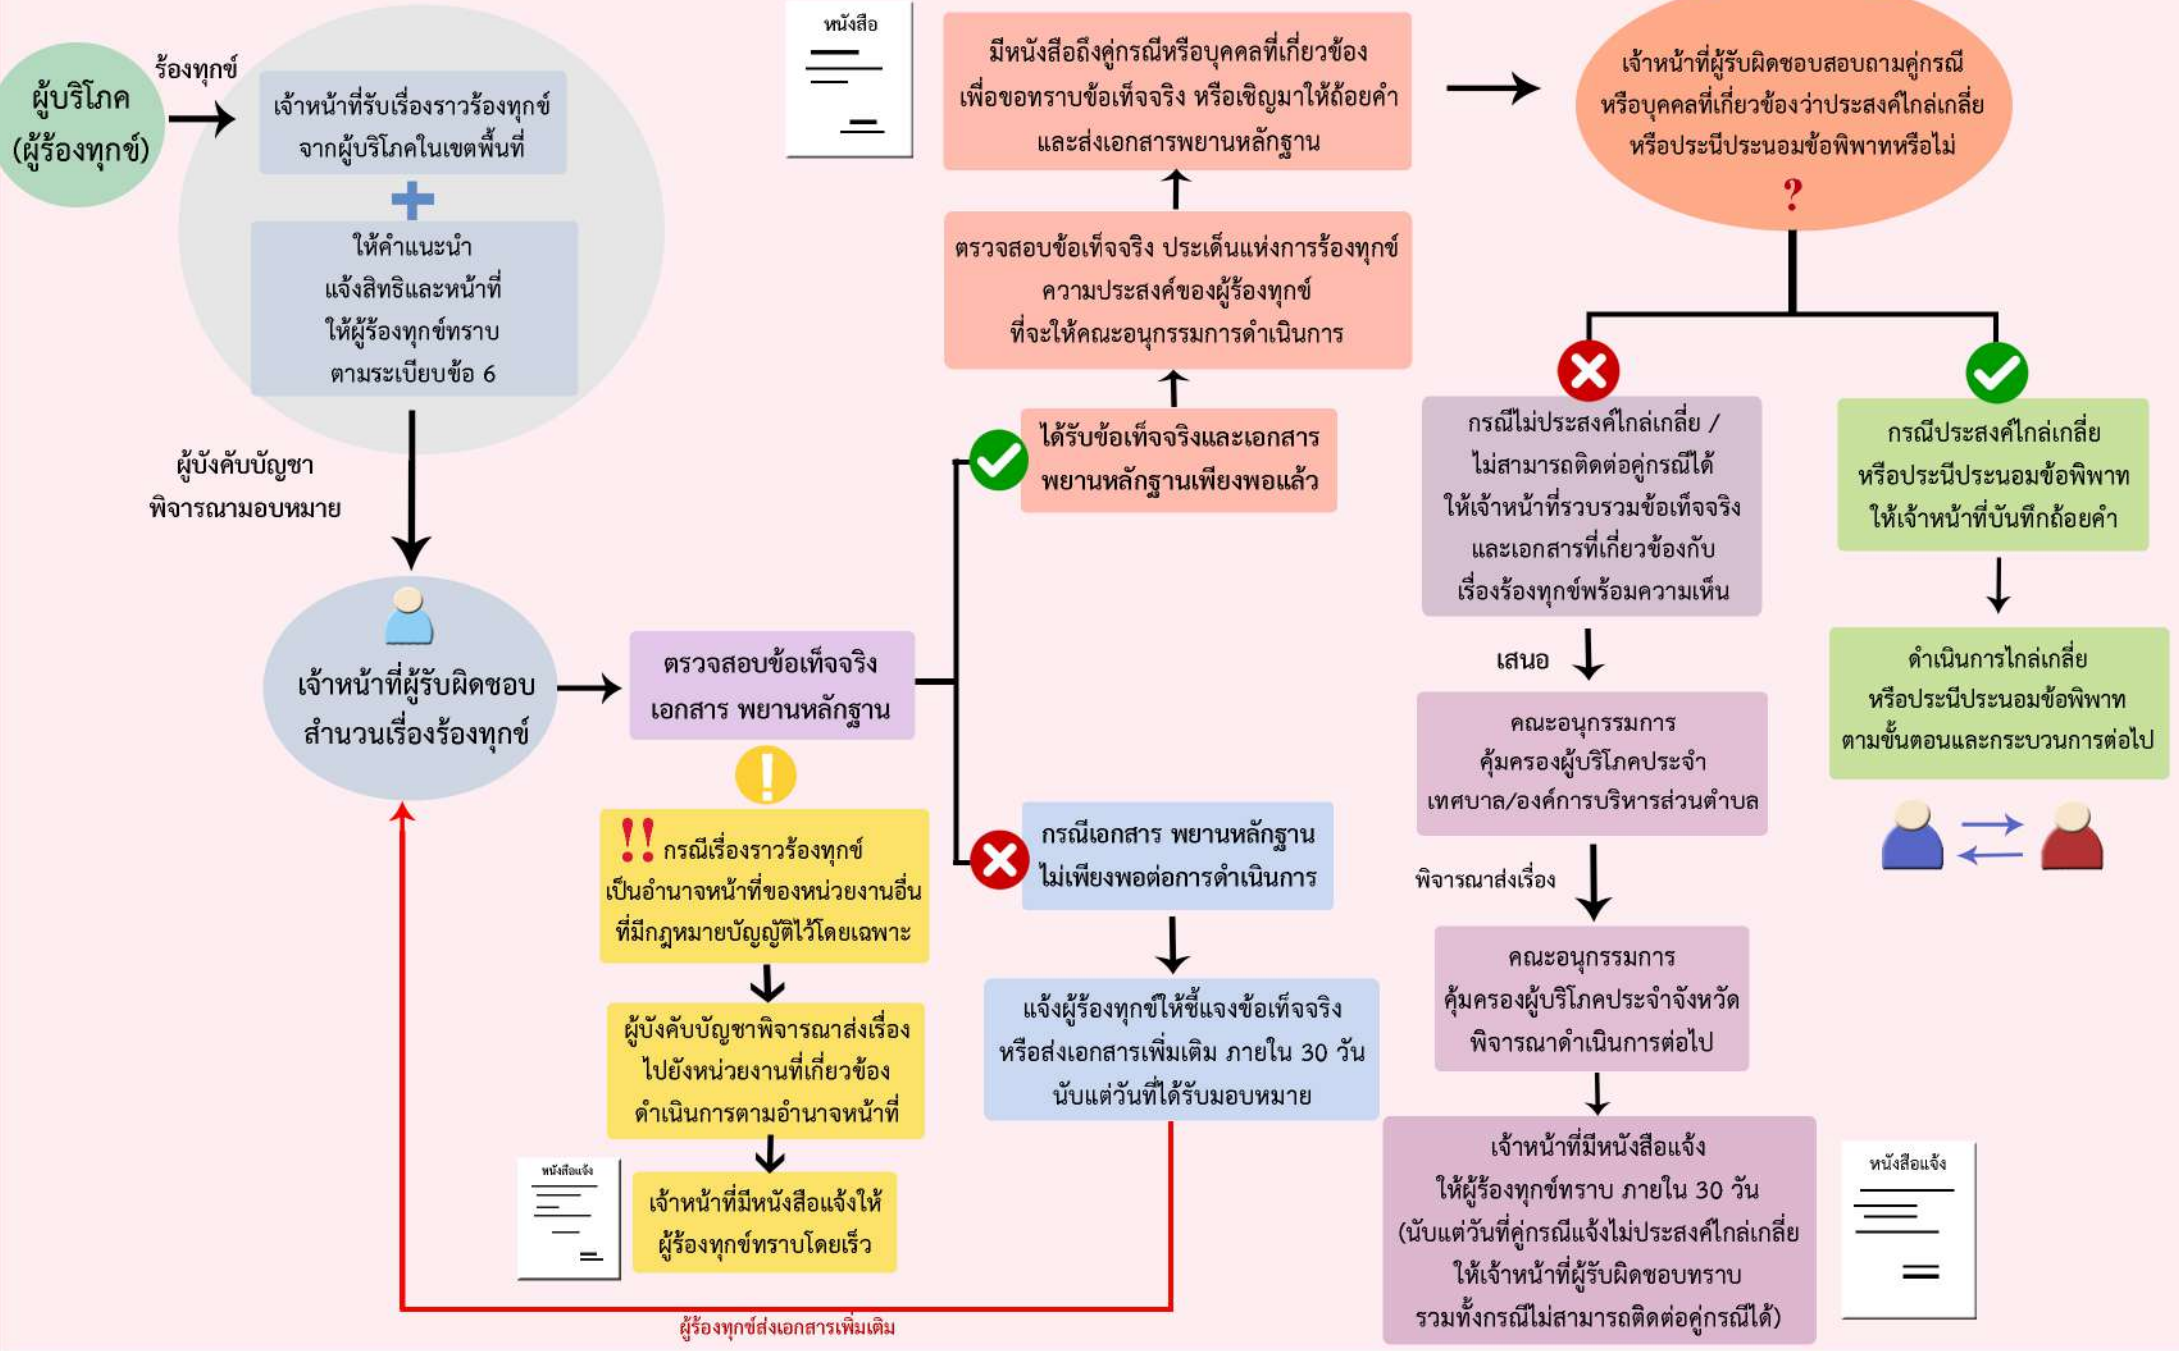 ผู้บริโภค
(ผู้ร้องทุกข์)
ร้องทุกข์
เจ้าหน้าที่รับเรื่องราวร้องทุกข์
จากผู้บริโภคในเขตพื้นที่
ให้คำแนะนำ
แจ้งสิทธิและหน้าที่
ให้ผู้ร้องทุกข์ทราบ
ตามระเบียบข้อ 6
ผู้บังคับบัญชา
พิจารณามอบหมาย
เจ้าหน้าที่ผู้รับผิดชอบ
สำนวนเรื่องร้องทุกข์
ตรวจสอบข้อเท็จจริง
เอกสาร พยานหลักฐาน
!
!! กรณีเรื่องราวร้องทุกข์
เป็นอำนาจหน้าที่ของหน่วยงานอื่น
ที่มีกฎหมายบัญญัติไว้โดยเฉพาะ
ผู้บังคับบัญชาพิจารณาส่งเรื่อง
ไปยังหน่วยงานที่เกี่ยวข้อง
ดำเนินการตามอำนาจหน้าที่
หนังสือแจ้ง
เจ้าหน้าที่มีหนังสือแจ้งให้
ผู้ร้องทุกข์ทราบโดยเร็ว
กรณีเอกสาร พยานหลักฐาน
ไม่เพียงพอต่อการดำเนินการ
แจ้งผู้ร้องทุกข์ให้ชี้แจงข้อเท็จจริง
หรือส่งเอกสารเพิ่มเติม ภายใน 30 วัน
นับแต่วันที่ได้รับมอบหมาย
ผู้ร้องทุกข์ส่งเอกสารเพิ่มเติม
ได้รับข้อเท็จจริงและเอกสาร
พยานหลักฐานเพียงพอแล้ว
ตรวจสอบข้อเท็จจริง ประเด็นแห่งการร้องทุกข์
ความประสงค์ของผู้ร้องทุกข์
ที่จะให้คณะอนุกรรมการดำเนินการ
หนังสือ
มีหนังสือถึงคู่กรณีหรือบุคคลที่เกี่ยวข้อง
เพื่อขอทราบข้อเท็จจริง หรือเชิญมาให้ถ้อยคำ
และส่งเอกสารพยานหลักฐาน
เจ้าหน้าที่ผู้รับผิดชอบสอบถามคู่กรณี
หรือบุคคลที่เกี่ยวข้องว่าประสงค์ไกล่เกลี่ย
หรือประนีประนอมข้อพิพาทหรือไม่
?
กรณีไม่ประสงค์ไกล่เกลี่ย /
ไม่สามารถติดต่อคู่กรณีได้
ให้เจ้าหน้าที่รวบรวมข้อเท็จจริง
และเอกสารที่เกี่ยวข้องกับ
เรื่องร้องทุกข์พร้อมความเห็น
เสนอ
คณะอนุกรรมการ
คุ้มครองผู้บริโภคประจำ
เทศบาล/องค์การบริหารส่วนตำบล
พิจารณาส่งเรื่อง
คณะอนุกรรมการ
คุ้มครองผู้บริโภคประจำจังหวัด
พิจารณาดำเนินการต่อไป
เจ้าหน้าที่มีหนังสือแจ้ง
ให้ผู้ร้องทุกข์ทราบ ภายใน 30 วัน
(นับแต่วันที่คู่กรณีแจ้งไม่ประสงค์ไกล่เกลี่ย
ให้เจ้าหน้าที่ผู้รับผิดชอบทราบ
รวมทั้งกรณีไม่สามารถติดต่อคู่กรณีได้)
หนังสือแจ้ง
กรณีประสงค์ไกล่เกลี่ย
หรือประนีประนอมข้อพิพาท
ให้เจ้าหน้าที่บันทึกถ้อยคำ
ดำเนินการไกล่เกลี่ย
หรือประนีประนอมข้อพิพาท
ตามขั้นตอนและกระบวนการต่อไป